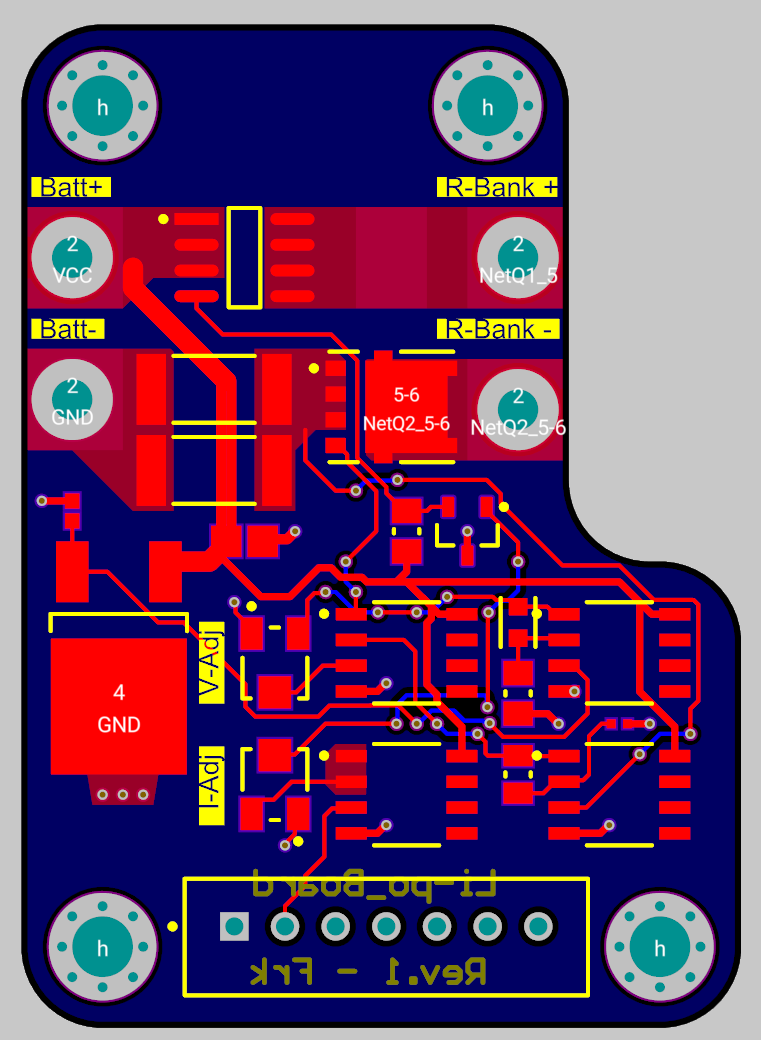 h h
Batt+ R-Bank +
2 2
VCC NetQ1_5
Batt- R-Bank -
2 5-6 2
GND NetQ2_5-6 NetQ2_5-6
V-Adj
4
GND
I-Adj
Li-po_Board
h h
Rev.1 - Frk